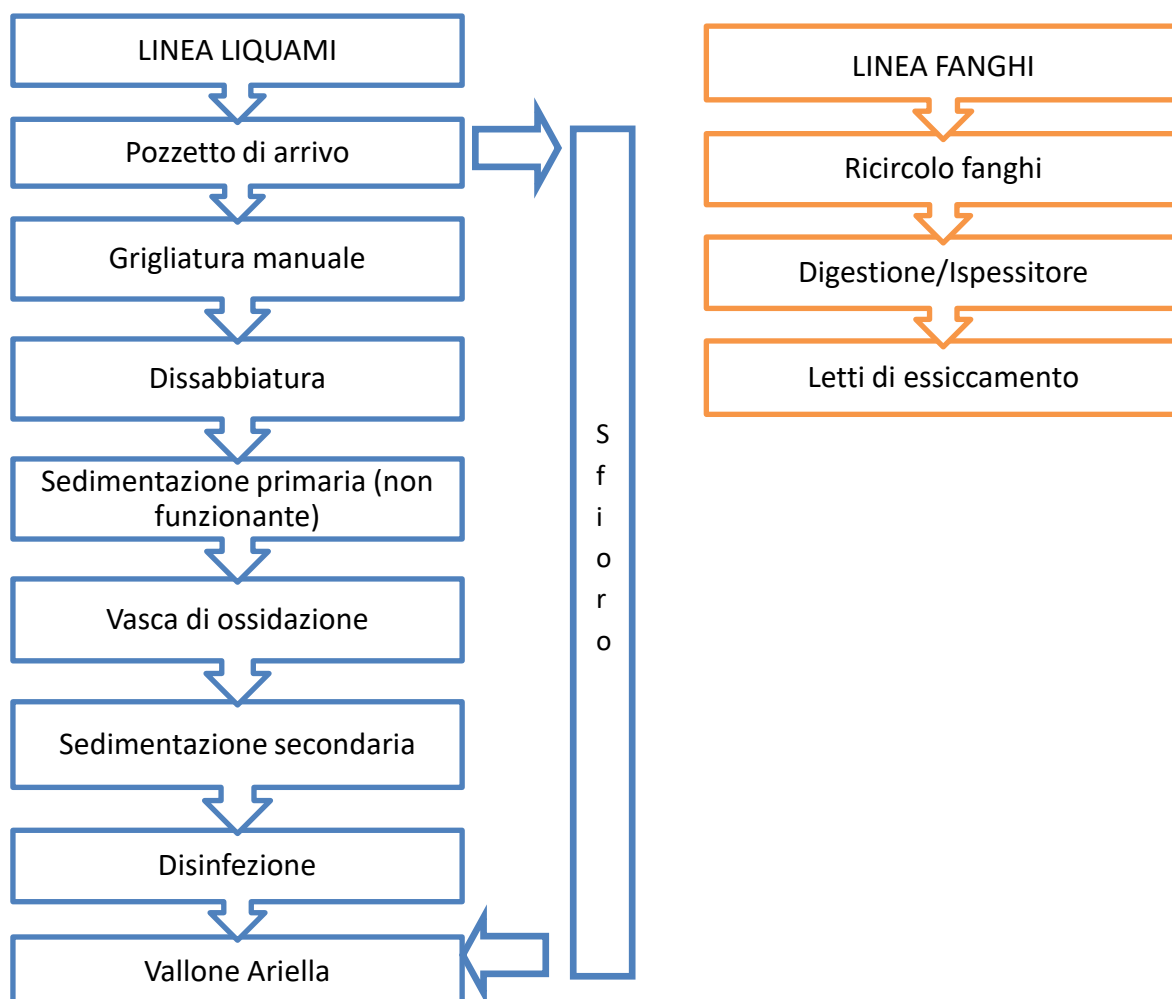 LINEA LIQUAMI
Pozzetto di arrivo
Grigliatura manuale
Dissabbiatura
Sedimentazione primaria (non
funzionante)
Vasca di ossidazione
Sedimentazione secondaria
Disinfezione
Vallone Ariella
S
f
i
o
r
o
LINEA FANGHI
Ricircolo fanghi
Digestione/Ispessitore
Letti di essiccamento